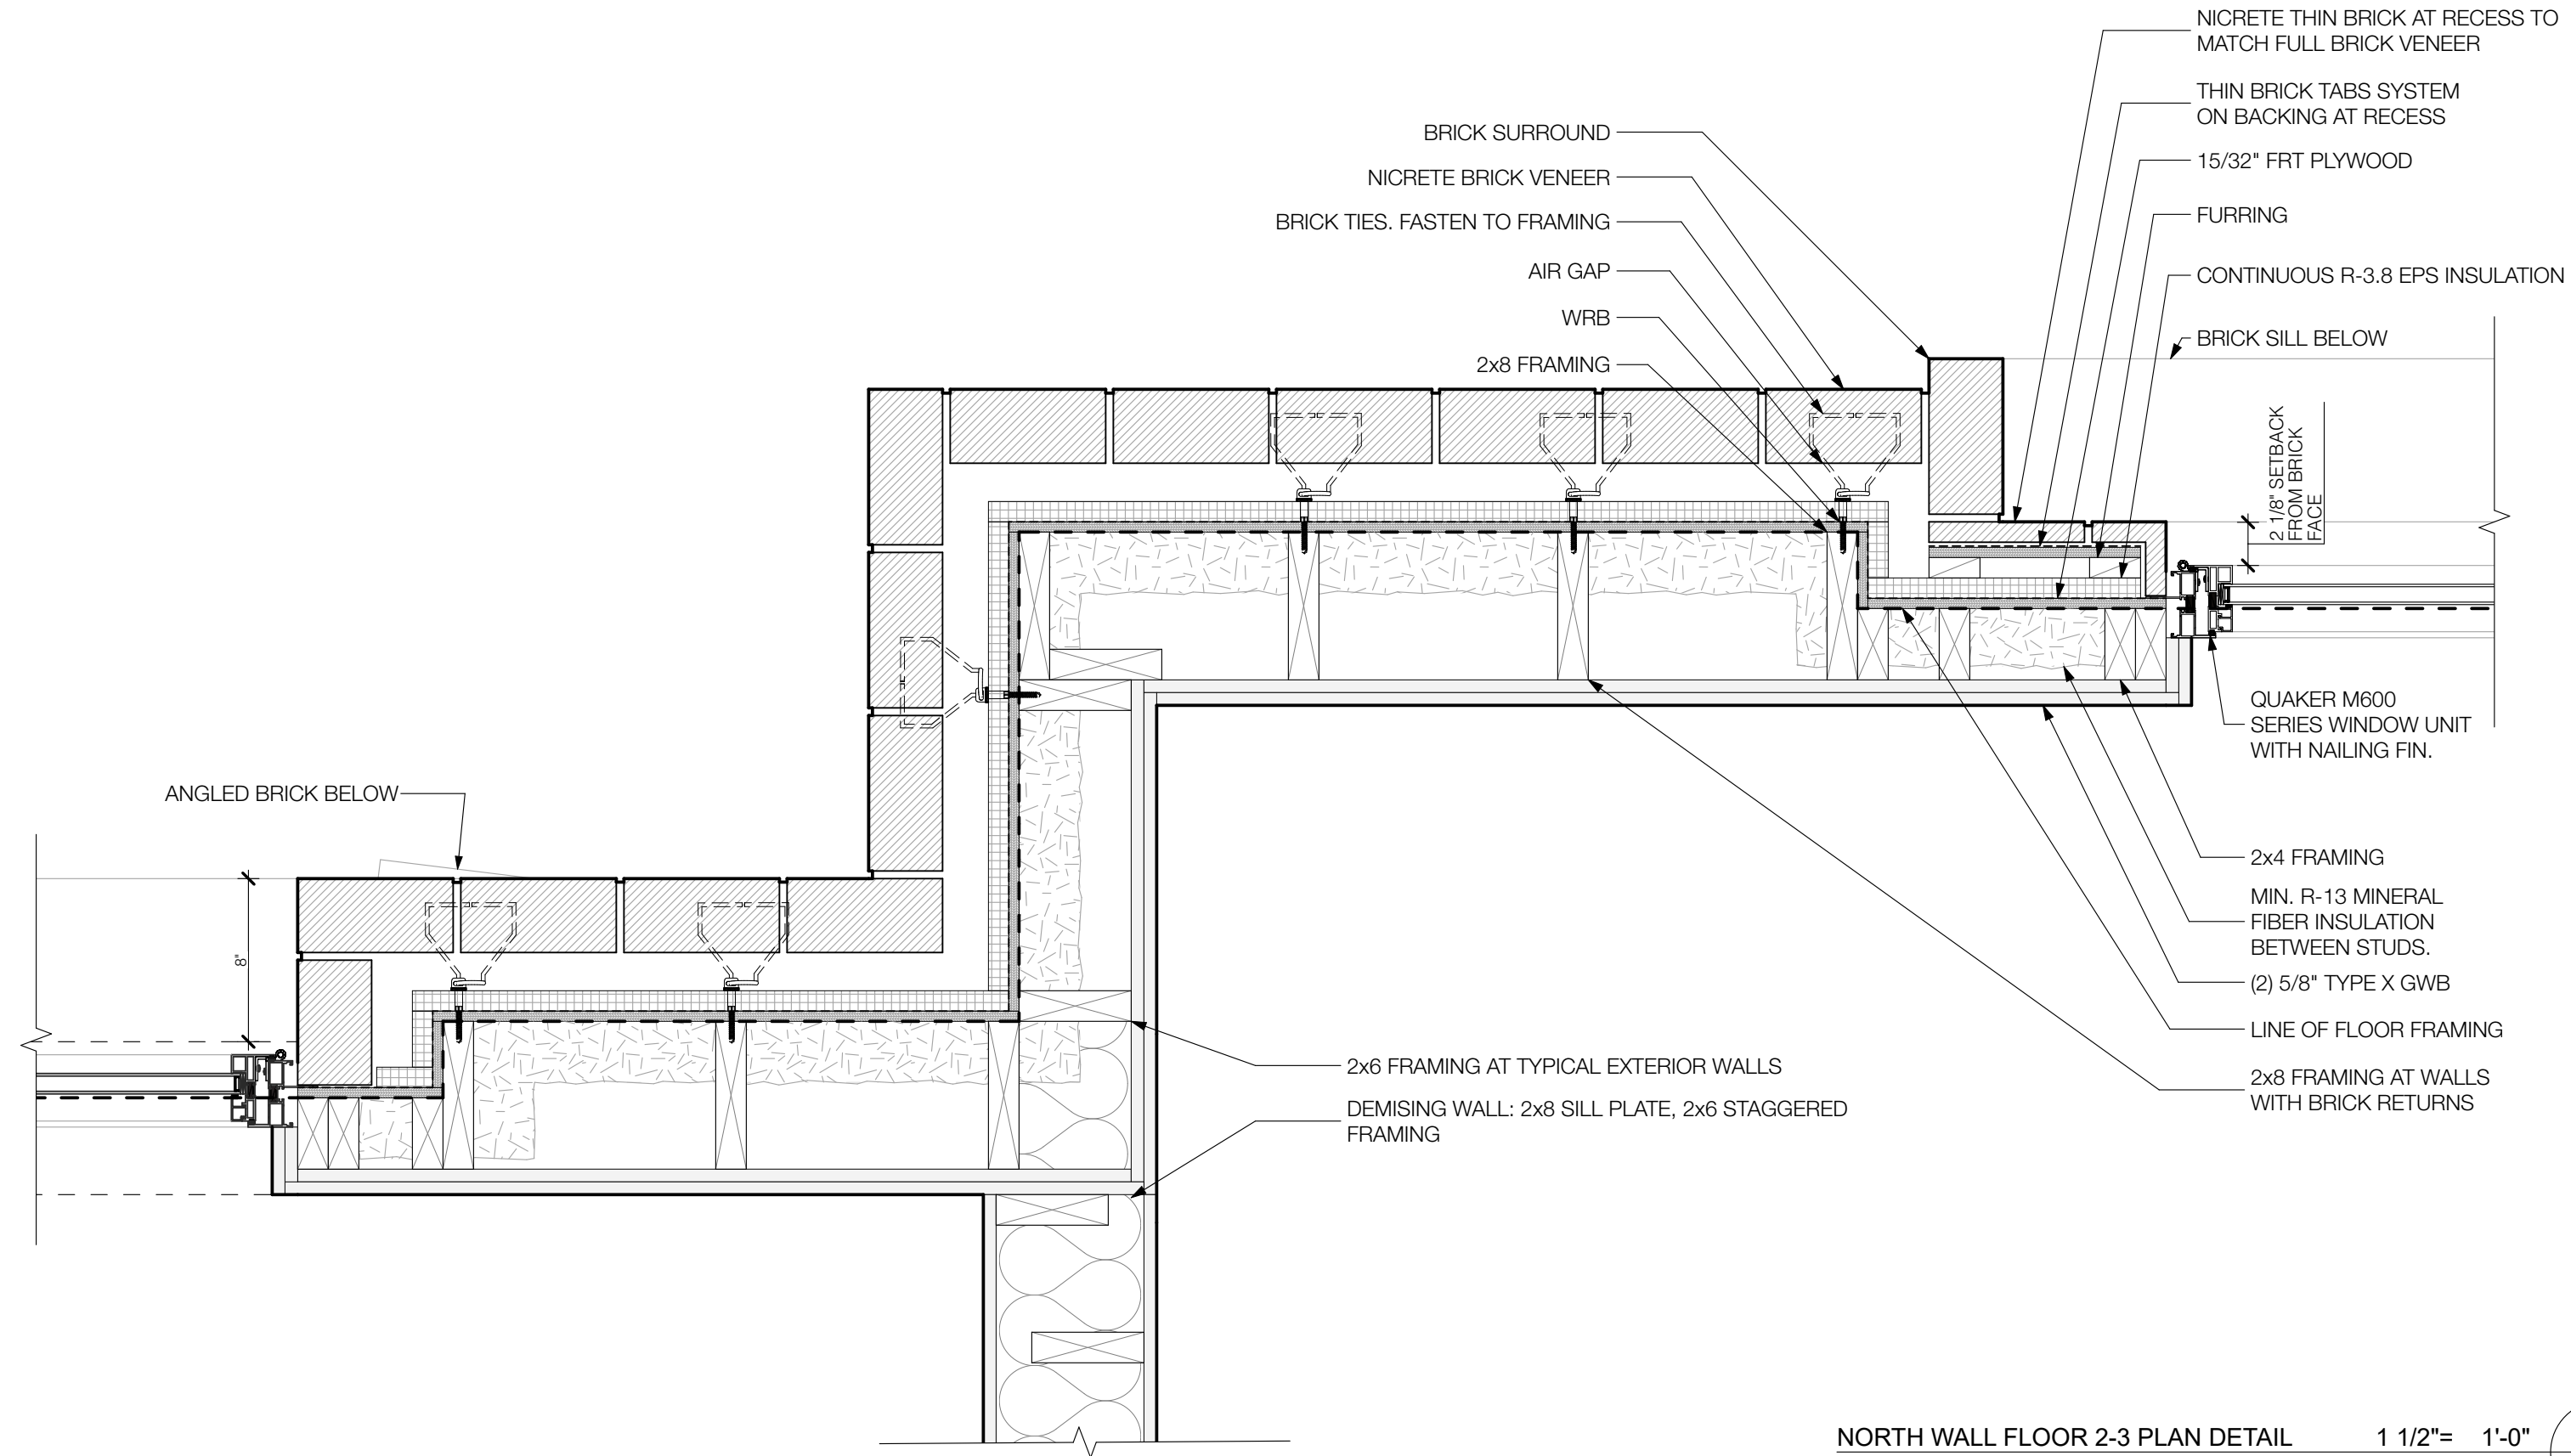 NICRETE THIN BRICK AT RECESS TO
MATCH FULL BRICK VENEER
THIN BRICK TABS SYSTEM
ON BACKING AT RECESS
15/32" FRT PLYWOOD
FURRING
CONTINUOUS R-3.8 EPS INSULATION
BRICK SILL BELOW
BRICK SURROUND
NICRETE BRICK VENEER
BRICK TIES. FASTEN TO FRAMING
AIR GAP
WRB
2x8 FRAMING
2 1/8" SETBACK
FROM BRICK
FACE
QUAKER M600
SERIES WINDOW UNIT
WITH NAILING FIN.
ANGLED BRICK BELOW
8"
2x4 FRAMING
MIN. R-13 MINERAL
FIBER INSULATION
BETWEEN STUDS.
(2) 5/8" TYPE X GWB
LINE OF FLOOR FRAMING
2x8 FRAMING AT WALLS
WITH BRICK RETURNS
2x6 FRAMING AT TYPICAL EXTERIOR WALLS
DEMISING WALL: 2x8 SILL PLATE, 2x6 STAGGERED
FRAMING
NORTH WALL FLOOR 2-3 PLAN DETAIL 1 1/2"= 1'-0"